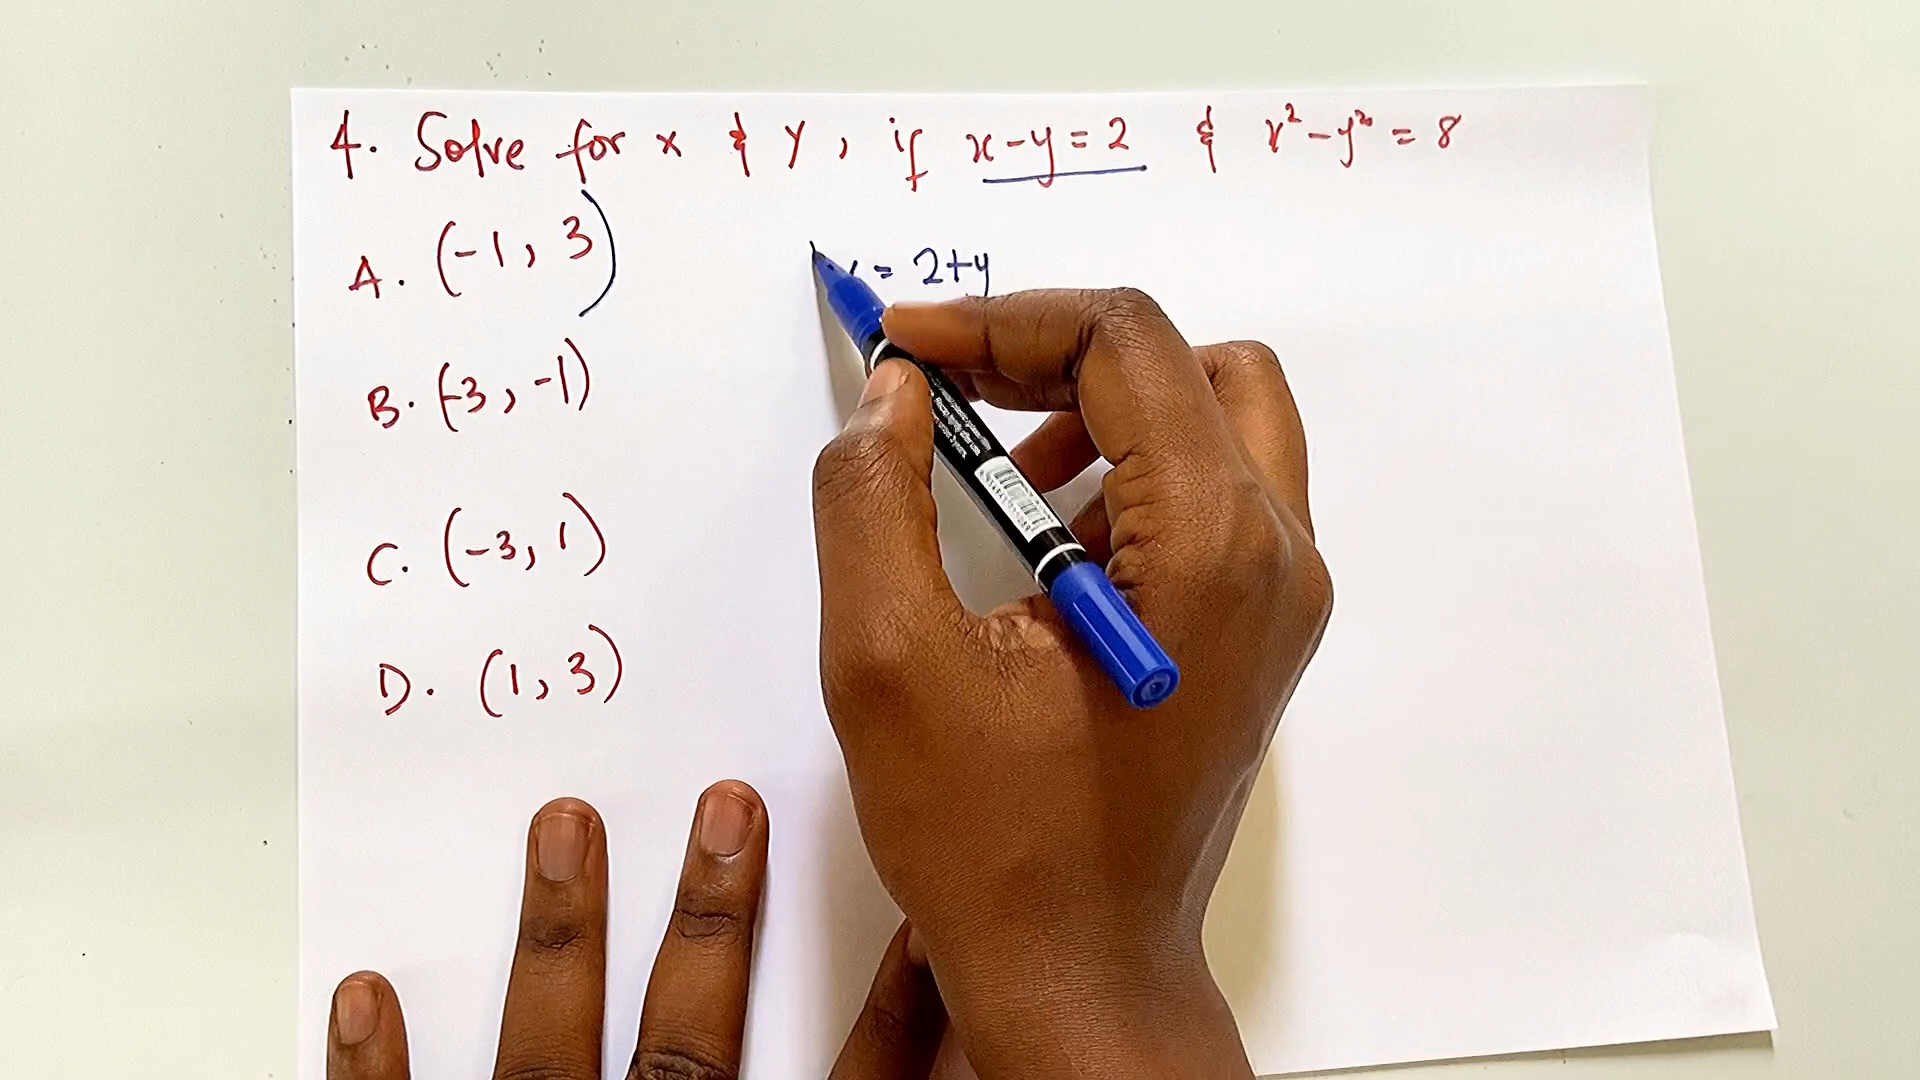 4. Solve for x & y, if x-y=2 & x²-y² = 8
A. (-1, 3)
= 2+y
B. (-3, -1)
C. (-3, 1)
D. (1, 3)